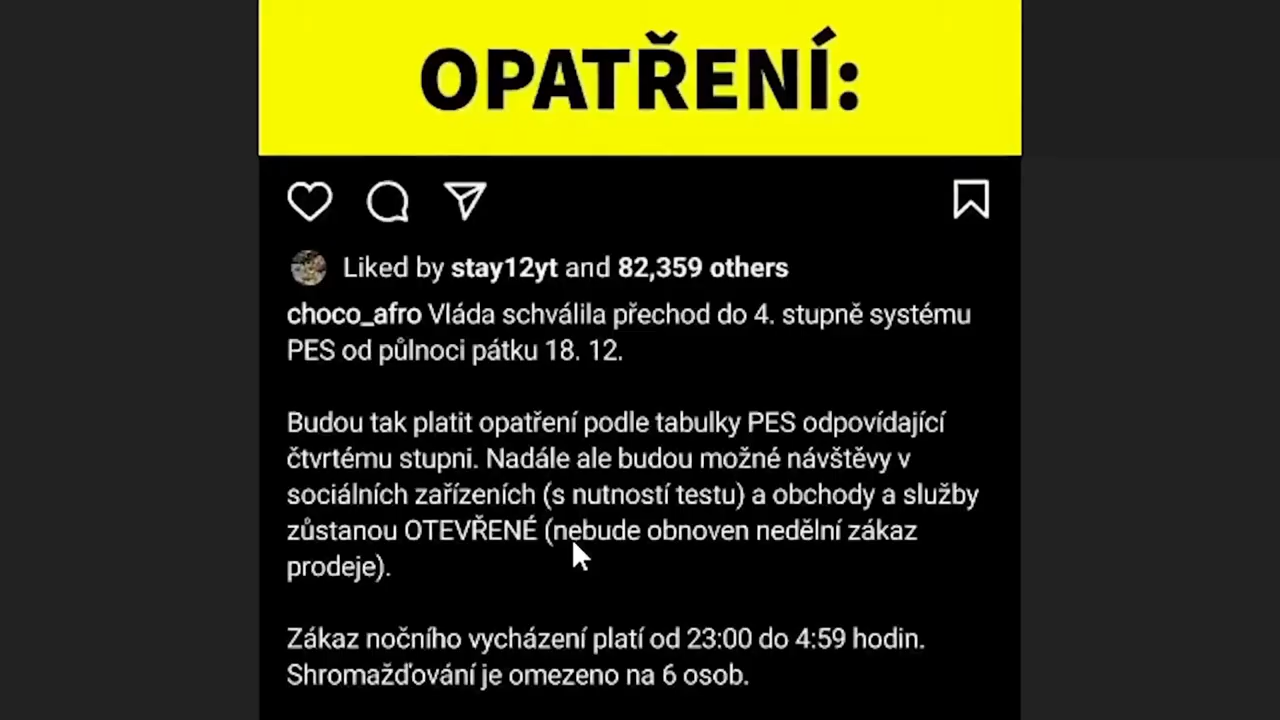 OPATŘENÍ:
Liked by stay12yt and 82,359 others
choco_afro Vláda schválila přechod do 4. stupně systému
PES od půlnoci pátku 18. 12.
Budou tak platit opatření podle tabulky PES odpovídající
čtvrtému stupni. Nadále ale budou možné návštěvy v
sociálních zařízeních (s nutností testu) a obchody a služby
zůstanou OTEVŘENÉ (nebude obnoven nedělní zákaz
prodeje).
Zákaz nočního vycházení platí od 23:00 do 4:59 hodin.
Shromažďování je omezeno na 6 osob.